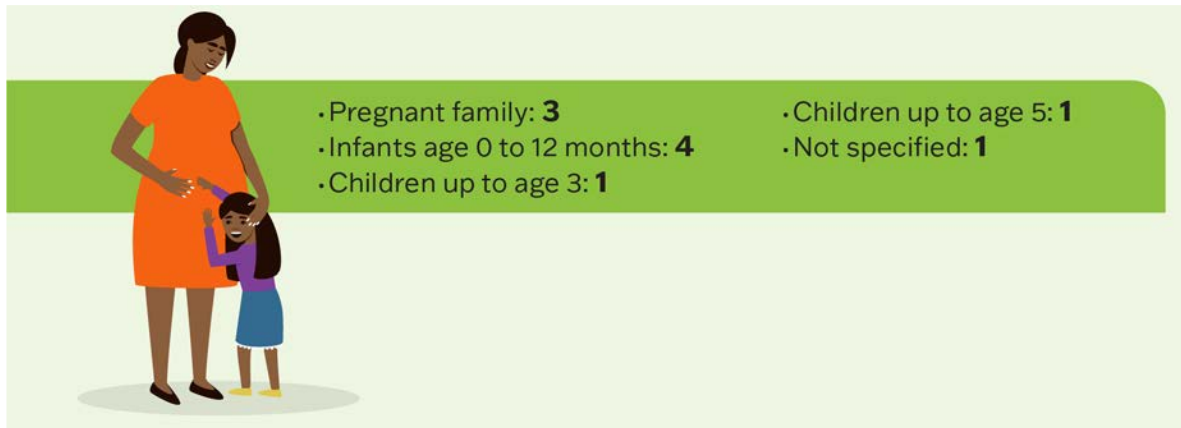 · Pregnant family: 3
· Infants age 0 to 12 months: 4
· Children up to age 3: 1
· Children up to age 5: 1
· Not specified: 1